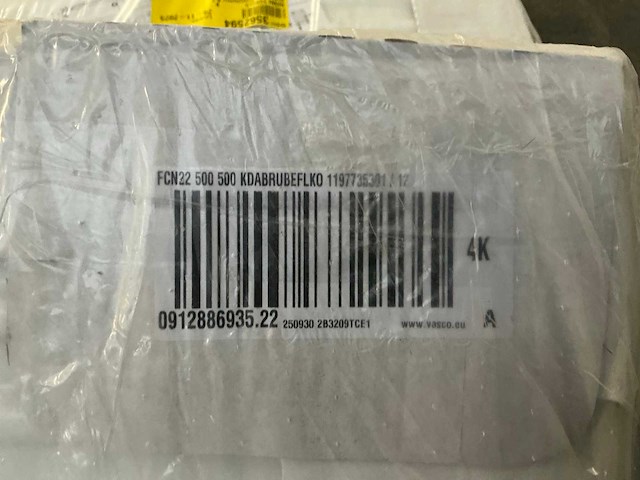 FCN22 500 500 KDABRUBEFLKO
4K
0912886935.22 250930 2B3209TCE1 www.vasco.eu A